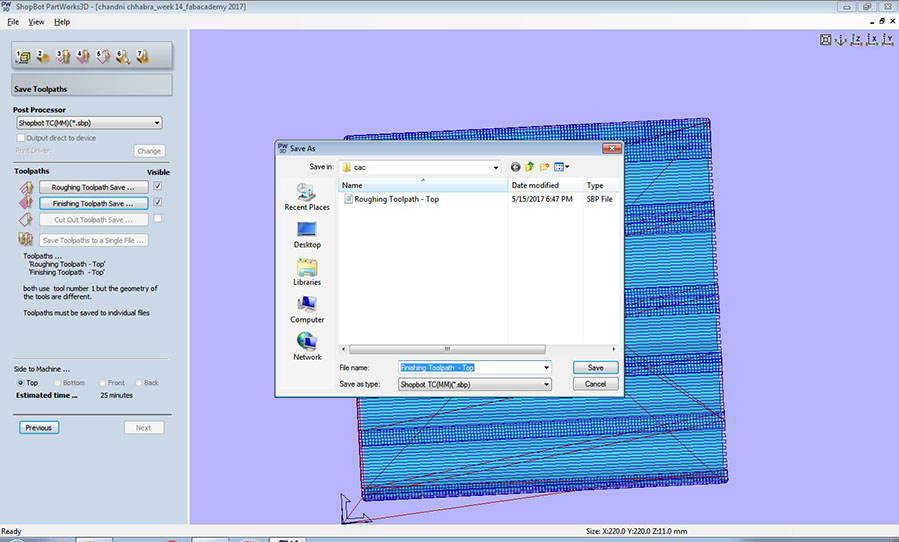 PW 3D ShopBot PartWorks3D - [chandni chhabra_week 14_fabacademy 2017]
File View Help
1 2 3 4 5 6 7
Save Toolpaths
Post Processor
Shopbot TC(MM)(*.sbp)
Output direct to device
Print Driver: Change
Toolpaths Visible
Roughing Toolpath Save ...
Finishing Toolpath Save ...
Cut Out Toolpath Save ...
Save Toolpaths to a Single File ...
Toolpaths ...
'Roughing Toolpath - Top'
'Finishing Toolpath - Top'
both use tool number 1 but the geometry of
the tools are different.
Toolpaths must be saved to individual files
Side to Machine ...
Top Bottom Front Back
Estimated time ... 25 minutes
Previous Next
Z X Y
PW 3D Save As
Save in: cac
Name Date modified Type
Roughing Toolpath - Top 5/15/2017 6:47 PM SBP File
Recent Places
Desktop
Libraries
Computer
Network
File name: Finishing Toolpath - Top Save
Save as type: Shopbot TC(MM)(*.sbp) Cancel
Ready Size: X:220.0 Y:220.0 Z:11.0 mm